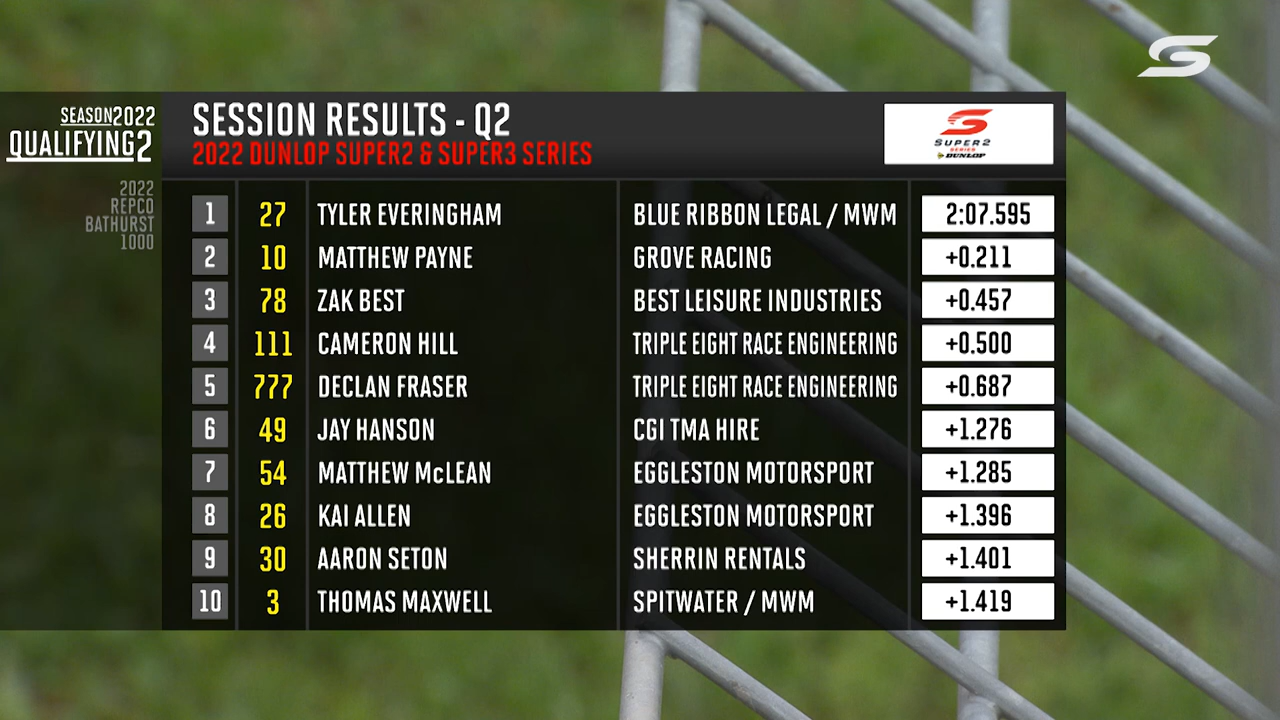 SEASON2022
QUALIFYING2
2022
REPCO
BATHURST
1000
SESSION RESULTS - Q2
2022 DUNLOP SUPER2 & SUPER3 SERIES
SUPER2
SERIES
DUNLOP
1 27 TYLER EVERINGHAM BLUE RIBBON LEGAL / MWM 2:07.595
2 10 MATTHEW PAYNE GROVE RACING +0.211
3 78 ZAK BEST BEST LEISURE INDUSTRIES +0.457
4 111 CAMERON HILL TRIPLE EIGHT RACE ENGINEERING +0.500
5 777 DECLAN FRASER TRIPLE EIGHT RACE ENGINEERING +0.687
6 49 JAY HANSON CGI TMA HIRE +1.276
7 54 MATTHEW McLEAN EGGLESTON MOTORSPORT +1.285
8 26 KAI ALLEN EGGLESTON MOTORSPORT +1.396
9 30 AARON SETON SHERRIN RENTALS +1.401
10 3 THOMAS MAXWELL SPITWATER / MWM +1.419